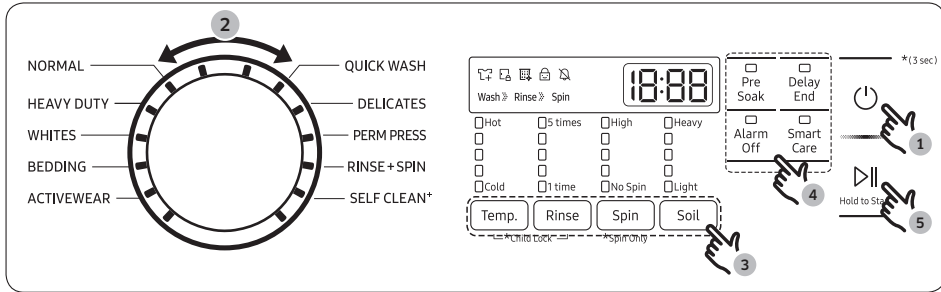 2
NORMAL
HEAVY DUTY
WHITES
BEDDING
ACTIVEWEAR
QUICK WASH
DELICATES
PERM PRESS
RINSE+SPIN
SELF CLEAN+
Wash》 Rinse》 Spin
18:88
Hot 5 times High Heavy
Cold 1 time No Spin Light
Temp. Rinse Spin Soil
*Child Lock *Spin Only
3
Pre Soak
Delay End
Alarm Off
Smart Care
4
*(3 sec)
1
Hold to
5